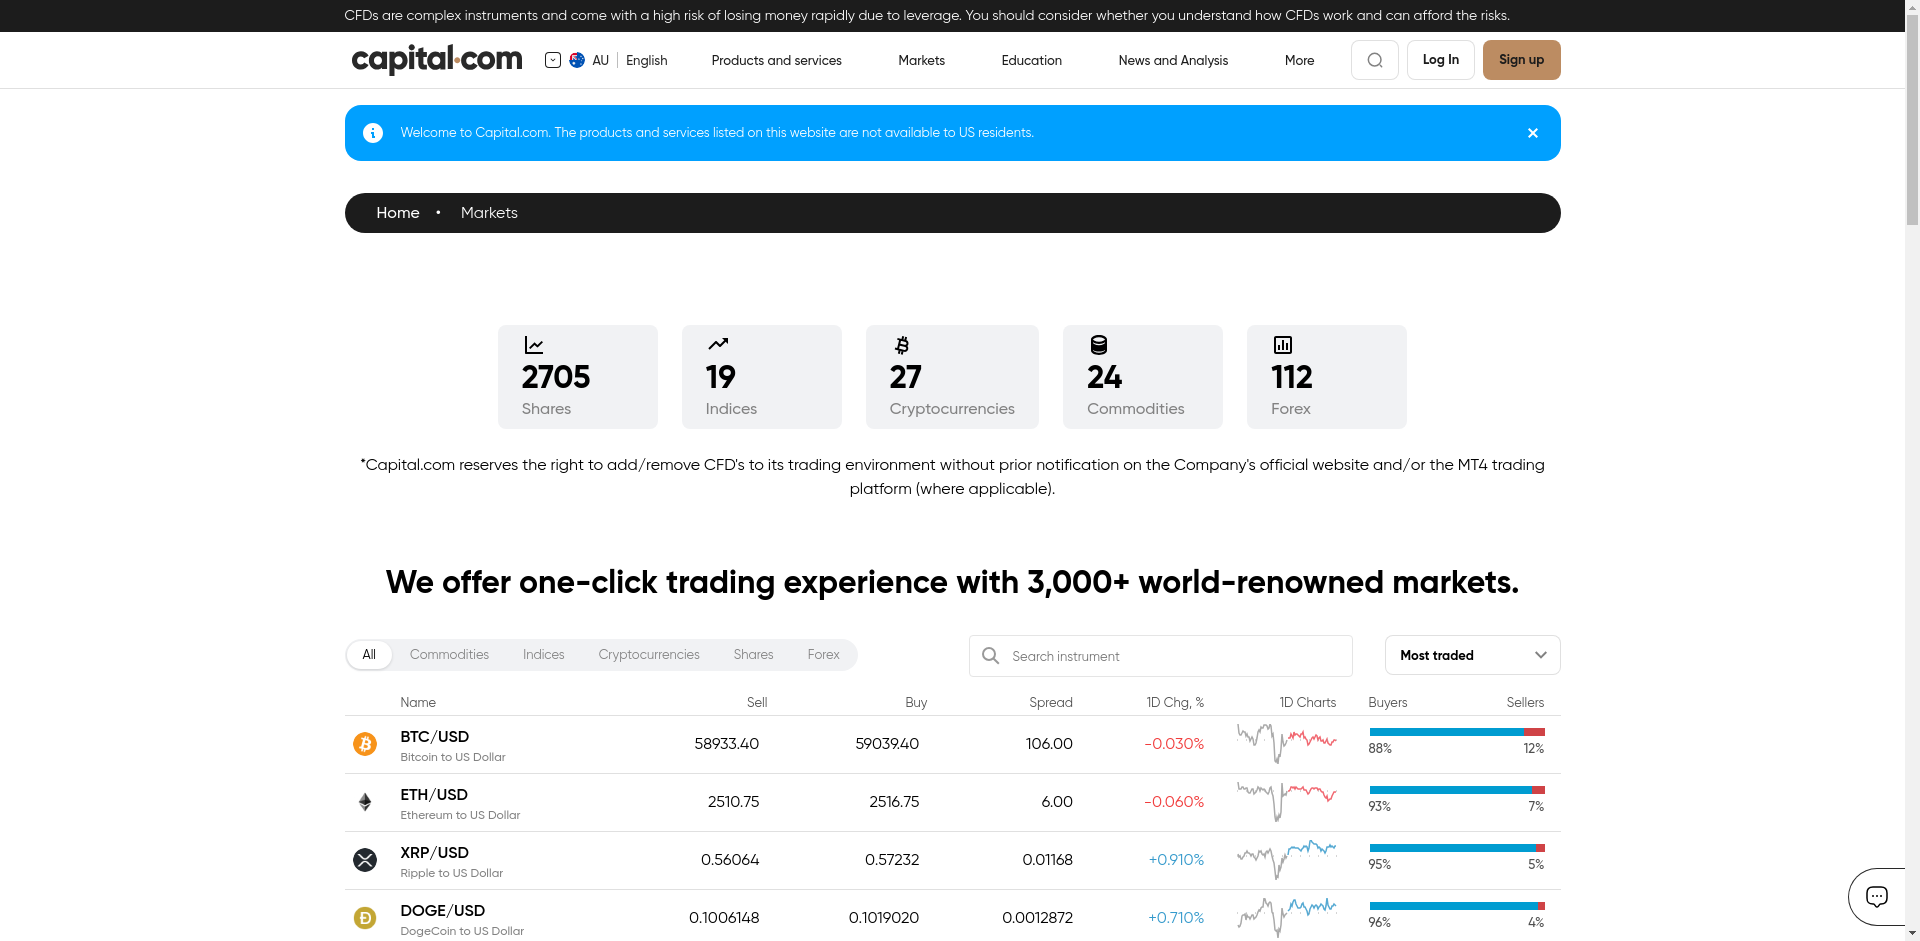 CFDs are complex instruments and come with a high risk of losing money rapidly due to leverage. You should consider whether you understand how CFDs work and can afford the risks.
capital.com AU English Products and services Markets Education News and Analysis More Log In Sign up
Welcome to Capital.com. The products and services listed on this website are not available to US residents.
Home • Markets
2705 19 27 24 112
Shares Indices Cryptocurrencies Commodities Forex
*Capital.com reserves the right to add/remove CFD's to its trading environment without prior notification on the Company's official website and/or the MT4 trading
platform (where applicable).
We offer one-click trading experience with 3,000+ world-renowned markets.
All Commodities Indices Cryptocurrencies Shares Forex Search instrument Most traded
Name Sell Buy Spread 1D Chg, % 1D Charts Buyers Sellers
BTC/USD 58933.40 59039.40 106.00 -0.030% 88% 12%
Bitcoin to US Dollar
ETH/USD 2510.75 2516.75 6.00 -0.060% 93% 7%
Ethereum to US Dollar
XRP/USD 0.56064 0.57232 0.01168 +0.910% 95% 5%
Ripple to US Dollar
DOGE/USD 0.1006148 0.1019020 0.0012872 +0.710% 96% 4%
DogeCoin to US Dollar